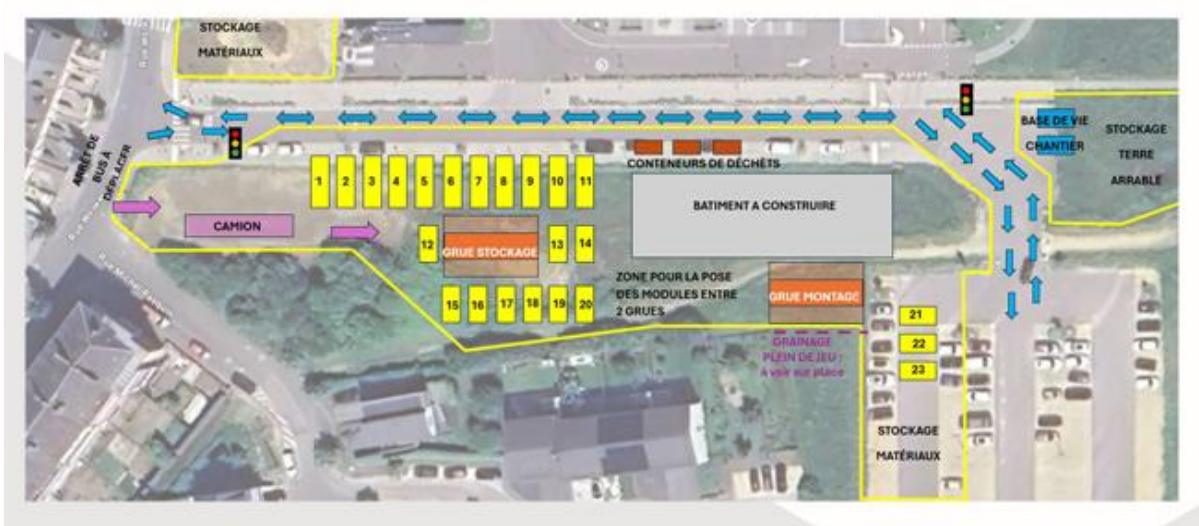 STOCKAGE
MATÉRIAUX
ARRÊT DE
BUS À
DÉPLACER
BASE DE VIE
CHANTIER
STOCKAGE
TERRE
ARRABLE
CONTENEURS DE DÉCHÊTS
1 2 3 4 5 6 7 8 9 10 11
BATIMENT A CONSTRUIRE
CAMION
12
GRUE STOCKAGE
13 14
ZONE POUR LA POSE
DES MODULES ENTRE
2 GRUES
GRUE MONTAGE
15 16 17 18 19 20
21
22
23
GRAINAGE
PLEIN DE JEU :
à voir sur place
STOCKAGE
MATÉRIAUX